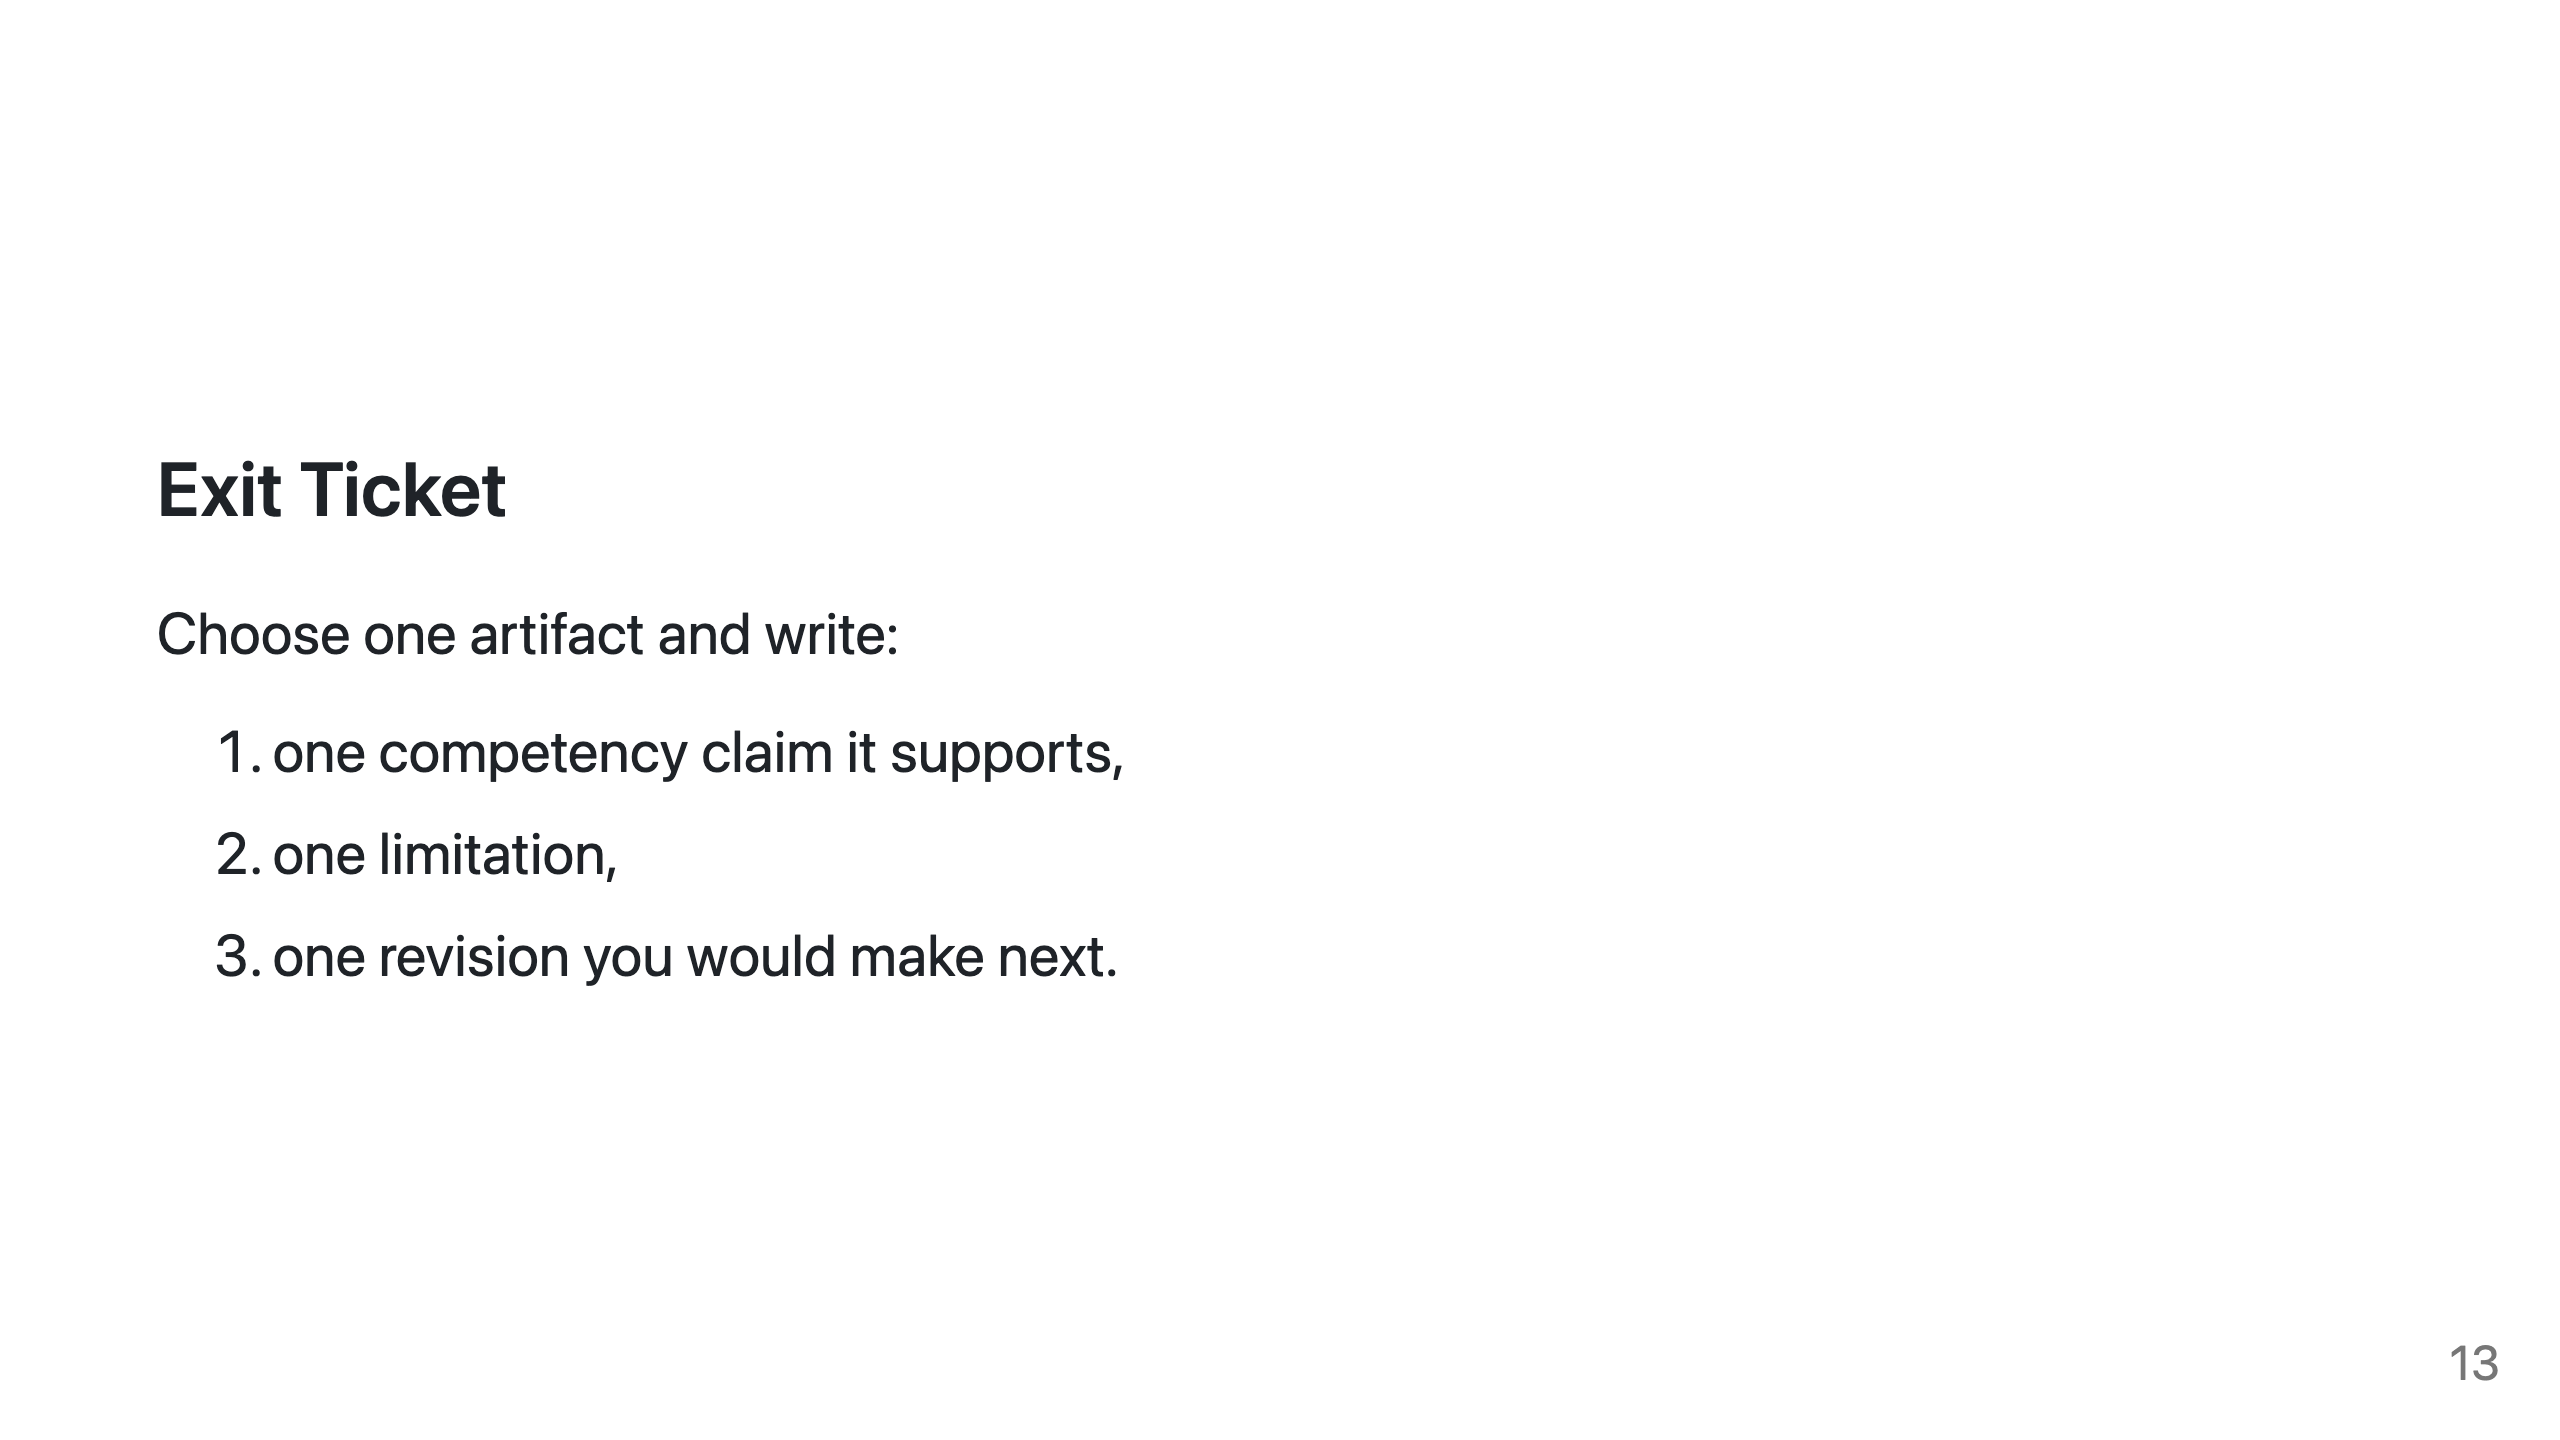 Exit Ticket
Choose one artifact and write:
1. one competency claim it supports,
2. one limitation,
3. one revision you would make next.
13